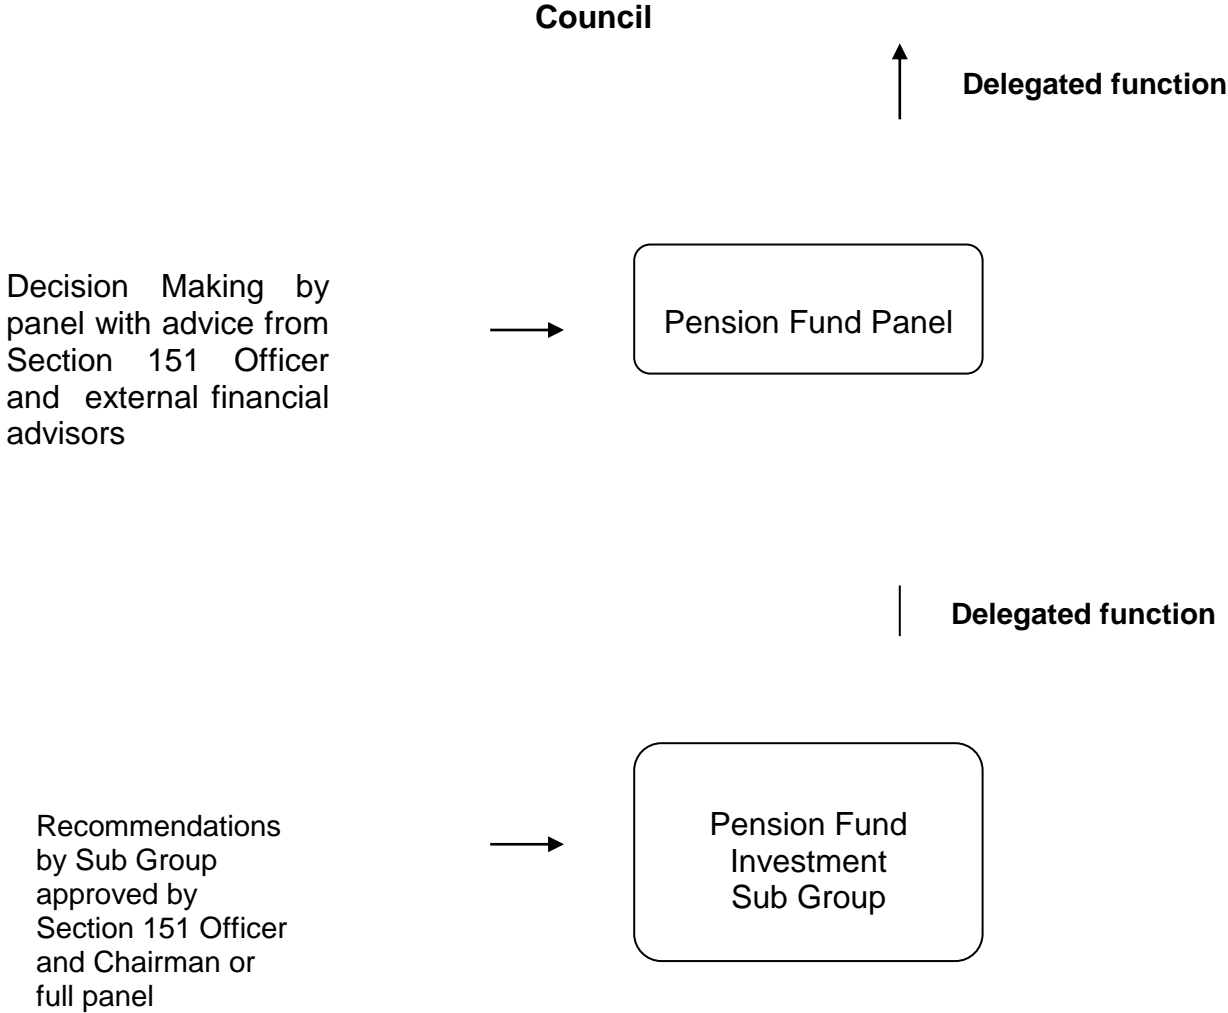 Council
Delegated function
Decision Making by
panel with advice from
Section 151 Officer
and external financial
advisors
Pension Fund Panel
Delegated function
Recommendations
by Sub Group
approved by
Section 151 Officer
and Chairman or
full panel
Pension Fund
Investment
Sub Group